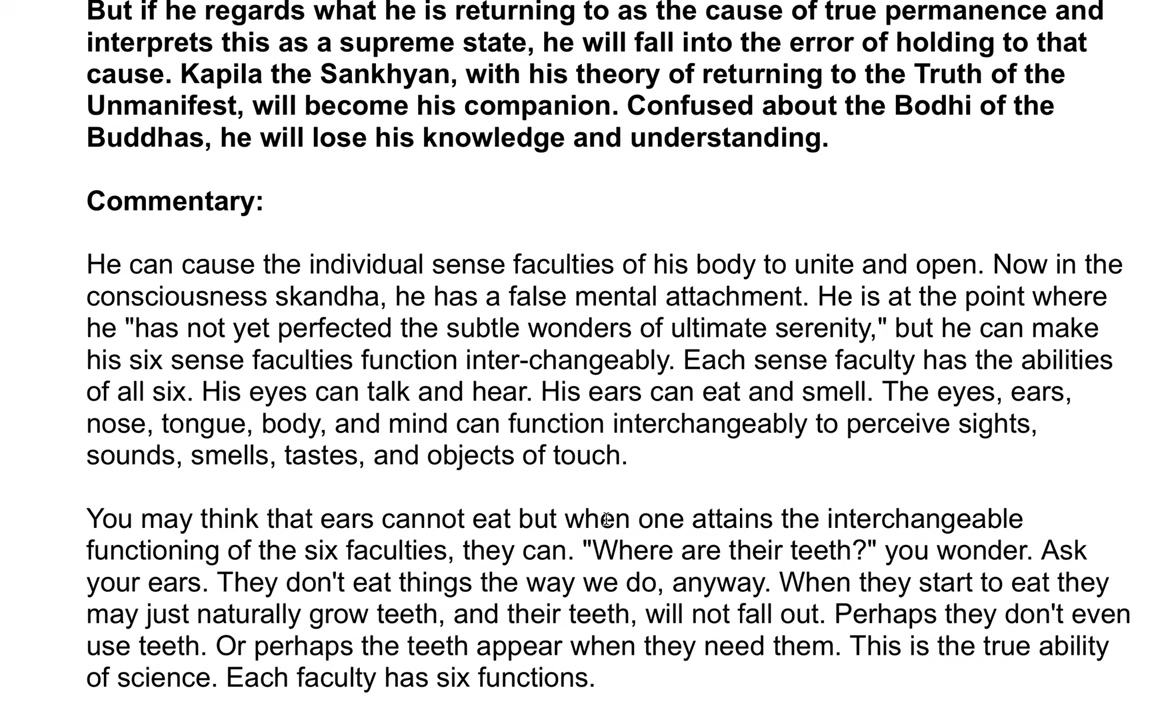 But if he regards what he is returning to as the cause of true permanence and
interprets this as a supreme state, he will fall into the error of holding to that
cause. Kapila the Sankhyan, with his theory of returning to the Truth of the
Unmanifest, will become his companion. Confused about the Bodhi of the
Buddhas, he will lose his knowledge and understanding.
Commentary:
He can cause the individual sense faculties of his body to unite and open. Now in the
consciousness skandha, he has a false mental attachment. He is at the point where
he "has not yet perfected the subtle wonders of ultimate serenity," but he can make
his six sense faculties function inter-changeably. Each sense faculty has the abilities
of all six. His eyes can talk and hear. His ears can eat and smell. The eyes, ears,
nose, tongue, body, and mind can function interchangeably to perceive sights,
sounds, smells, tastes, and objects of touch.
You may think that ears cannot eat but when one attains the interchangeable
functioning of the six faculties, they can. "Where are their teeth?" you wonder. Ask
your ears. They don't eat things the way we do, anyway. When they start to eat they
may just naturally grow teeth, and their teeth, will not fall out. Perhaps they don't even
use teeth. Or perhaps the teeth appear when they need them. This is the true ability
of science. Each faculty has six functions.